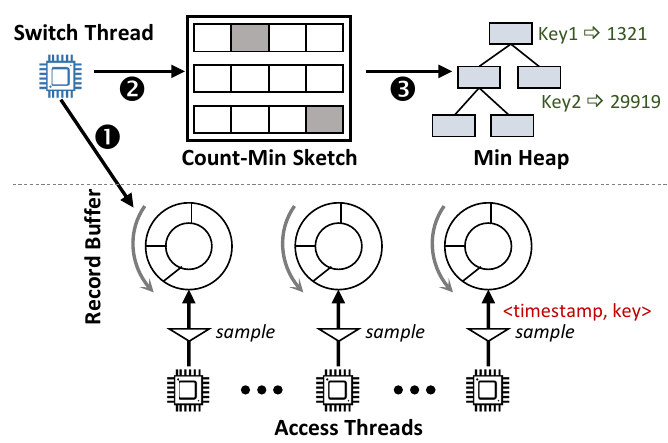 Switch Thread
Key1 ⇨ 1321
❷
❸
Key2 ⇨ 29919
❶
Count-Min Sketch
Min Heap
Record Buffer
<timestamp, key>
sample
sample
sample
Access Threads